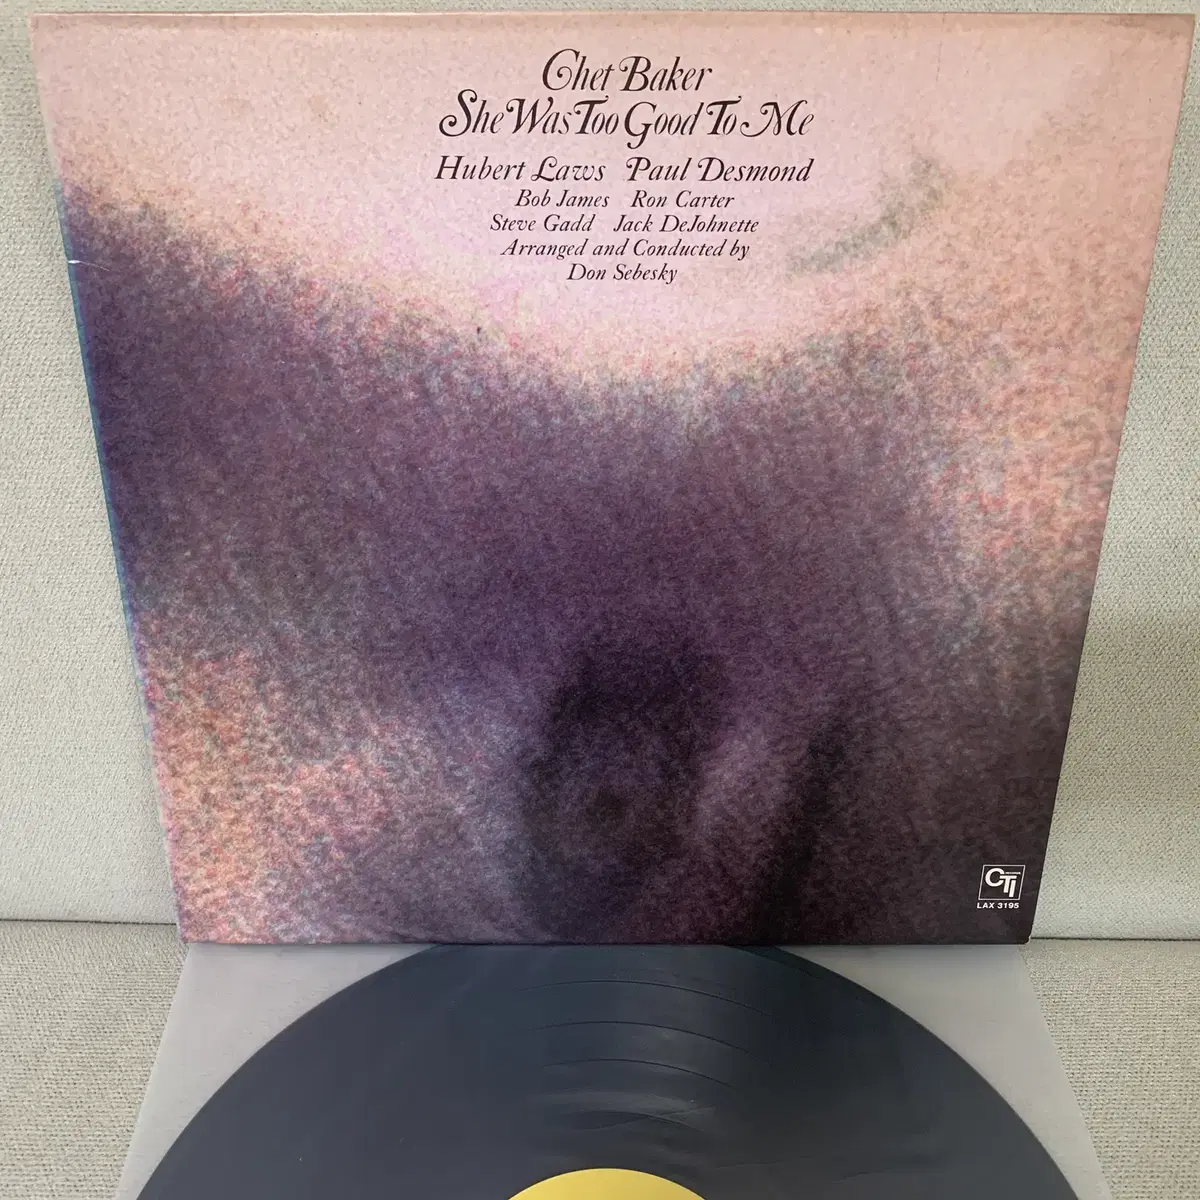 Chet Baker
She Was Too Good To Me
Hubert Laws Paul Desmond
Bob James Ron Carter
Steve Gadd Jack DeJohnette
Arranged and Conducted by
Don Sebesky
CTI
LAX 3195